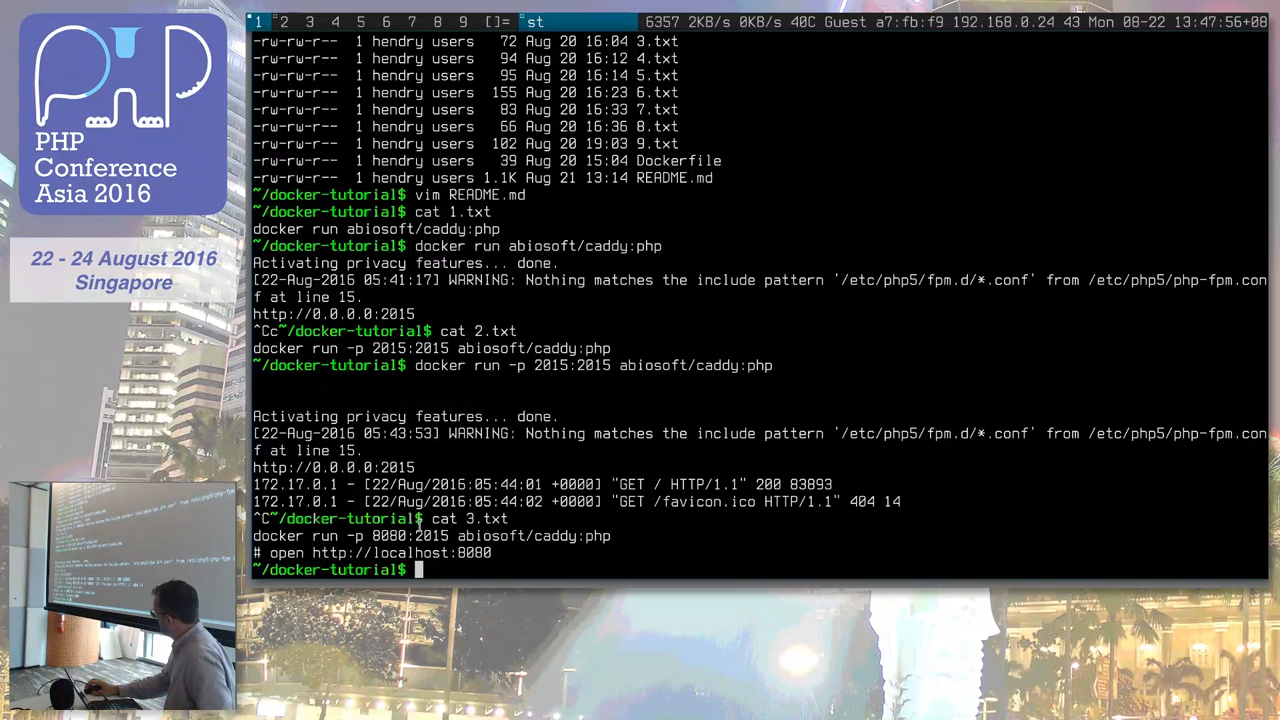 1 2 3 4 5 6 7 8 9 []= st 6357 2KB/s 0KB/s 40C Guest a7:fb:f9 192.168.0.24 43 Mon 08-22 13:47:56+08
PHP
Conference
Asia 2016
22 - 24 August 2016
Singapore
-rw-rw-r-- 1 hendry users 72 Aug 20 16:04 3.txt
-rw-rw-r-- 1 hendry users 94 Aug 20 16:12 4.txt
-rw-rw-r-- 1 hendry users 95 Aug 20 16:14 5.txt
-rw-rw-r-- 1 hendry users 155 Aug 20 16:23 6.txt
-rw-rw-r-- 1 hendry users 83 Aug 20 16:33 7.txt
-rw-rw-r-- 1 hendry users 66 Aug 20 16:36 8.txt
-rw-rw-r-- 1 hendry users 102 Aug 20 19:03 9.txt
-rw-rw-r-- 1 hendry users 39 Aug 20 15:04 Dockerfile
-rw-rw-r-- 1 hendry users 1.1K Aug 21 13:14 README.md
~/docker-tutorial$ vim README.md
~/docker-tutorial$ cat 1.txt
docker run abiosoft/caddy:php
~/docker-tutorial$ docker run abiosoft/caddy:php
Activating privacy features... done.
[22-Aug-2016 05:41:17] WARNING: Nothing matches the include pattern '/etc/php5/fpm.d/*.conf' from /etc/php5/php-fpm.con
f at line 15.
http://0.0.0.0:2015
^Cc~/docker-tutorial$ cat 2.txt
docker run -p 2015:2015 abiosoft/caddy:php
~/docker-tutorial$ docker run -p 2015:2015 abiosoft/caddy:php
Activating privacy features... done.
[22-Aug-2016 05:43:53] WARNING: Nothing matches the include pattern '/etc/php5/fpm.d/*.conf' from /etc/php5/php-fpm.con
f at line 15.
http://0.0.0.0:2015
172.17.0.1 - [22/Aug/2016:05:44:01 +0000] "GET / HTTP/1.1" 200 83893
172.17.0.1 - [22/Aug/2016:05:44:02 +0000] "GET /favicon.ico HTTP/1.1" 404 14
^C~/docker-tutorial$ cat 3.txt
docker run -p 8080:2015 abiosoft/caddy:php
# open http://localhost:8080
~/docker-tutorial$